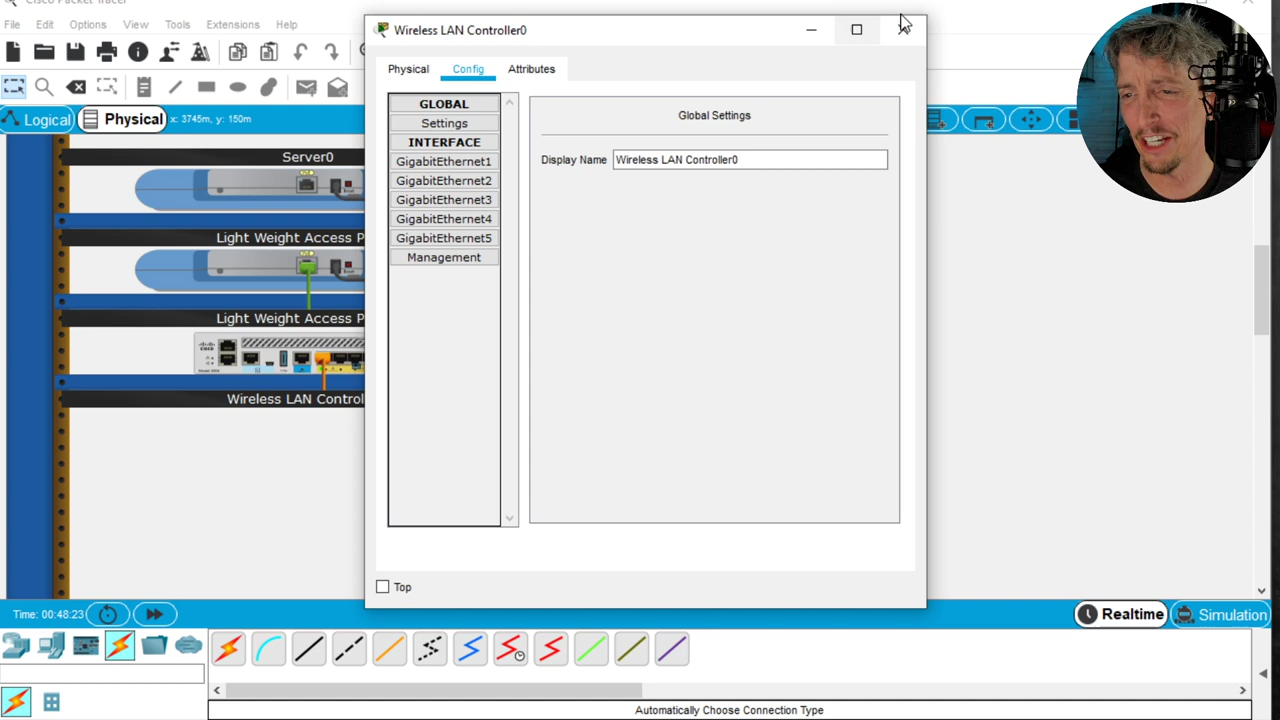 Cisco Packet Tracer
File Edit Options View Tools Extensions Help
Logical Physical x: 3745m, y: 150m
Server0
Light Weight Access P
Light Weight Access P
Wireless LAN Control
Wireless LAN Controller0
Physical Config Attributes
GLOBAL
Settings
INTERFACE
GigabitEthernet1
GigabitEthernet2
GigabitEthernet3
GigabitEthernet4
GigabitEthernet5
Management
Global Settings
Display Name Wireless LAN Controller0
Top
Time: 00:48:23
Realtime Simulation
Automatically Choose Connection Type